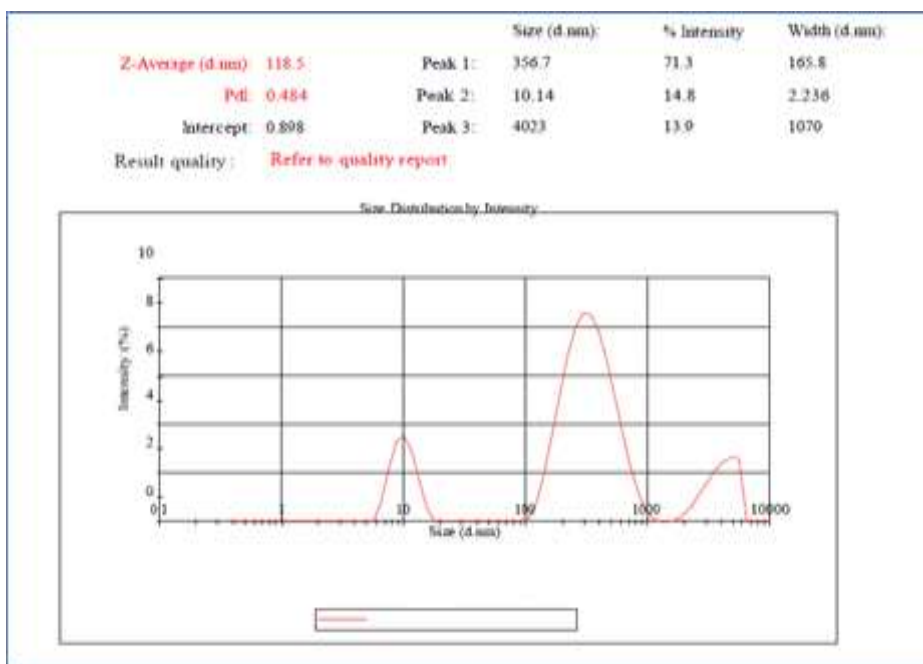 Size (d.nm): % Intensity Width (d.nm):
Z-Average (d.nm) 118.5 Peak 1: 356.7 71.3 165.8
PdI: 0.484 Peak 2: 10.14 14.8 2.236
Intercept: 0.898 Peak 3: 4023 13.9 1070
Result quality : Refer to quality report
Size Distribution by Intensity
10
8
6
4
2
0
Intensity (%)
0.1 1 10 100 1000 10000
Size (d.nm)